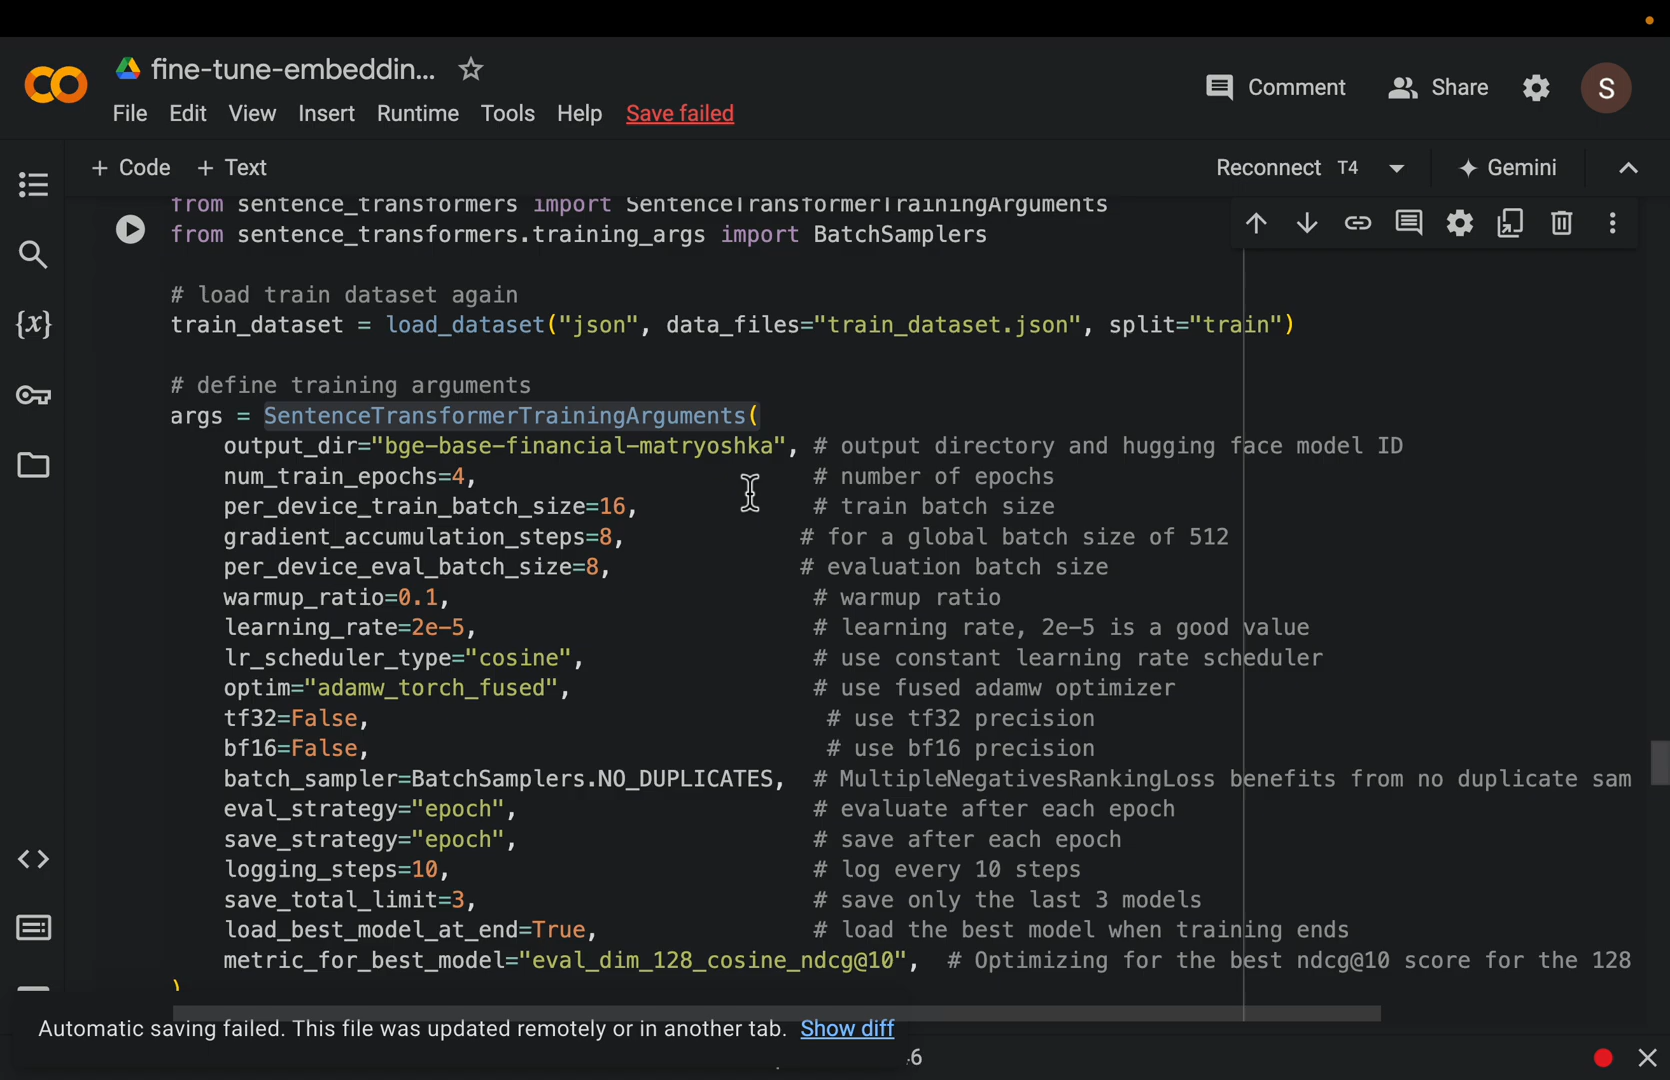 fine-tune-embeddin...
Comment
Share
S
File Edit View Insert Runtime Tools Help Save failed
+ Code + Text
Reconnect T4
Gemini
from sentence_transformers import SentenceTransformerTrainingArguments
from sentence_transformers.training_args import BatchSamplers
# load train dataset again
train_dataset = load_dataset("json", data_files="train_dataset.json", split="train")
# define training arguments
args = SentenceTransformerTrainingArguments(
output_dir="bge-base-financial-matryoshka", # output directory and hugging face model ID
num_train_epochs=4, # number of epochs
per_device_train_batch_size=16, # train batch size
gradient_accumulation_steps=8, # for a global batch size of 512
per_device_eval_batch_size=8, # evaluation batch size
warmup_ratio=0.1, # warmup ratio
learning_rate=2e-5, # learning rate, 2e-5 is a good value
lr_scheduler_type="cosine", # use constant learning rate scheduler
optim="adamw_torch_fused", # use fused adamw optimizer
tf32=False, # use tf32 precision
bf16=False, # use bf16 precision
batch_sampler=BatchSamplers.NO_DUPLICATES, # MultipleNegativesRankingLoss benefits from no duplicate sam
eval_strategy="epoch", # evaluate after each epoch
save_strategy="epoch", # save after each epoch
logging_steps=10, # log every 10 steps
save_total_limit=3, # save only the last 3 models
load_best_model_at_end=True, # load the best model when training ends
metric_for_best_model="eval_dim_128_cosine_ndcg@10", # Optimizing for the best ndcg@10 score for the 128
)
Automatic saving failed. This file was updated remotely or in another tab. Show diff